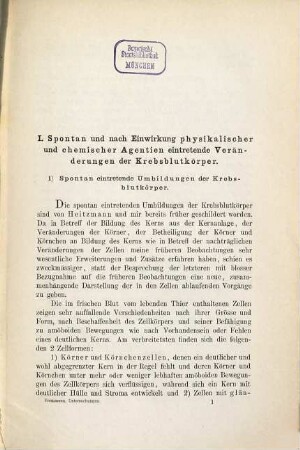 Bayerische
Staatsbibliothek
MÜNCHEN
I. Spontan und nach Einwirkung physikalischer
und chemischer Agentien eintretende Verän-
derungen der Krebsblutkörper.
1) Spontan eintretende Umbildungen der Krebs-
blutkörper.
Die spontan eintretenden Umbildungen der Krebsblutkörper
sind von Heitzmann und mir bereits früher geschildert worden.
Da in Betreff der Bildung des Kerns aus der Kernanlage, der
Veränderungen der Körner, der Betheiligung der Körner und
Körnchen an Bildung des Kerns wie in Betreff der nachträglichen
Veränderungen der Zellen meine früheren Beobachtungen sehr
wesentliche Erweiterungen und Zusätze erfahren haben, schien es
zweckmässiger, statt der Besprechung der letzteren mit blosser
Bezugnahme auf die früheren Beobachtungen eine neue, zusam-
menhängende Darstellung der in den Zellen ablaufenden Vorgänge
zu geben.
Die im frischen Blut vom lebenden Thier enthaltenen Zellen
zeigen sehr auffallende Verschiedenheiten nach ihrer Grösse und
Form, nach Beschaffenheit des Zellkörpers und seiner Befähigung
zu amöboiden Bewegungen wie nach Vorhandensein oder Fehlen
eines deutlichen Kerns. Am verbreitetsten finden sich die folgen-
des 2 Zellformen:
1) Körner und Körnchenzellen, denen ein deutlicher und
wohl abgegrenzter Kern in der Regel fehlt und deren Körner und
Körnchen unter mehr oder weniger lebhaften amöboiden Bewegun-
gen des Zellkörpers sich verflüssigen, während sich ein Kern mit
deutlicher Hülle und Stroma entwickelt und 2) Zellen mit glän-
Frommann, Untersuchungen. 1